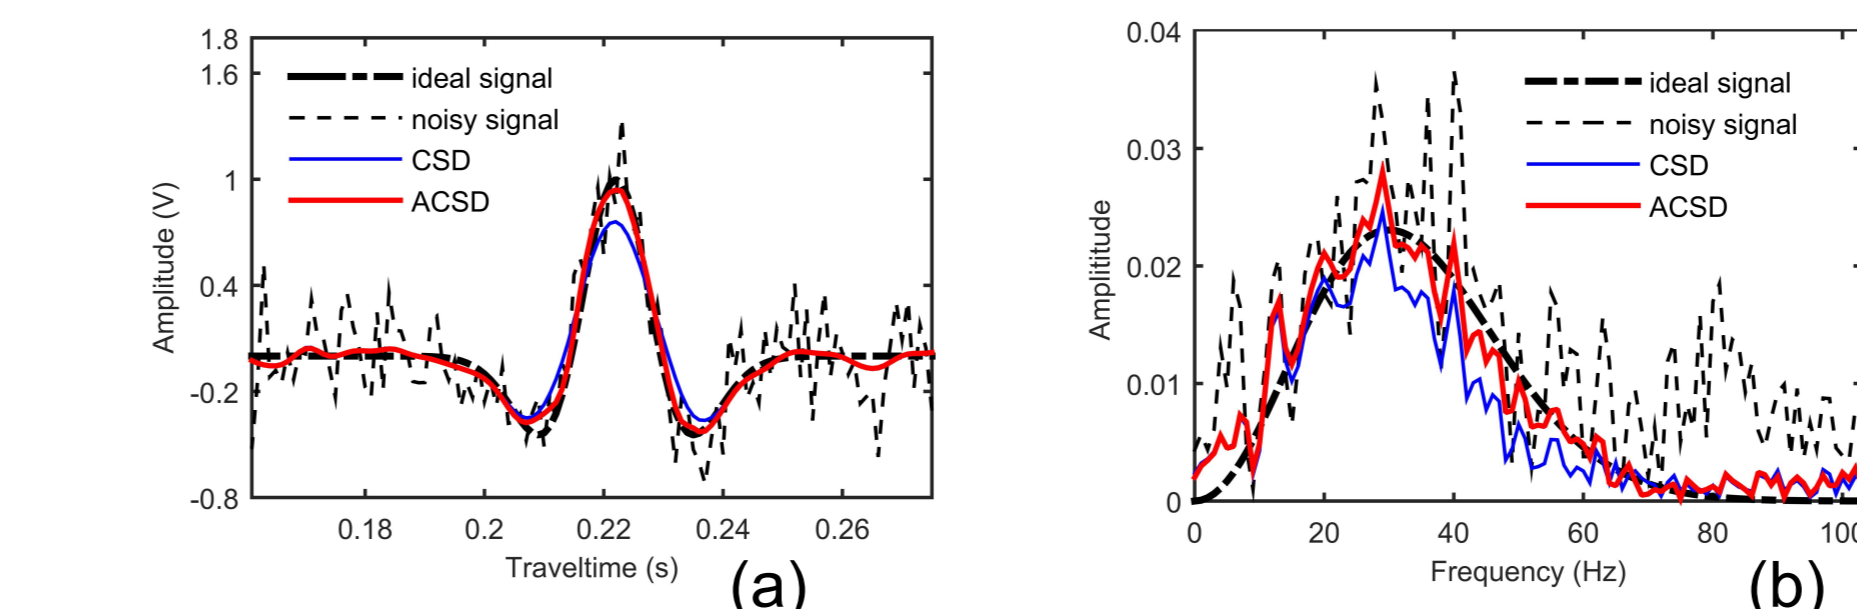 1.8
1.6
1
0.4
-0.2
-0.8
Amplitude (V)
ideal signal
noisy signal
CSD
ACSD
0.18 0.2 0.22 0.24 0.26
Traveltime (s)
(a)
0.04
0.03
0.02
0.01
0
Amplititude
ideal signal
noisy signal
CSD
ACSD
0 20 40 60 80 100
Frequency (Hz)
(b)